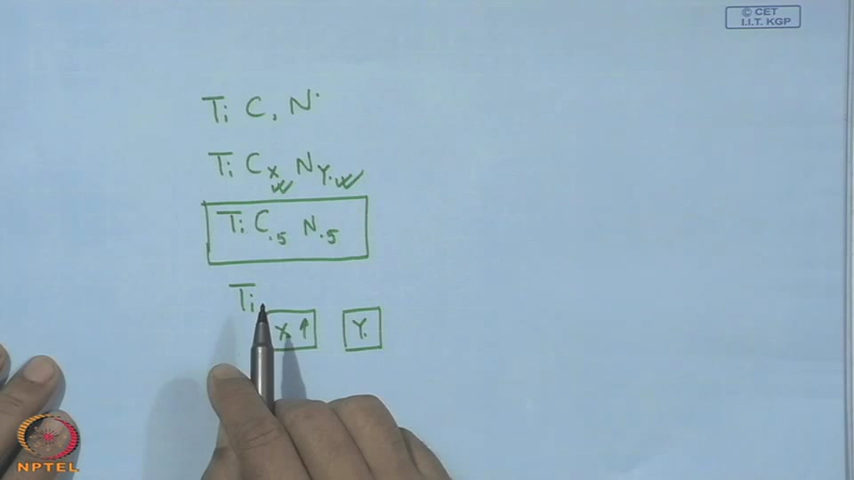 © CET
I.I.T. KGP
Ti C, N
Ti Cx Ny
Ti C.5 N.5
Ti
X ↑ Y
NPTEL